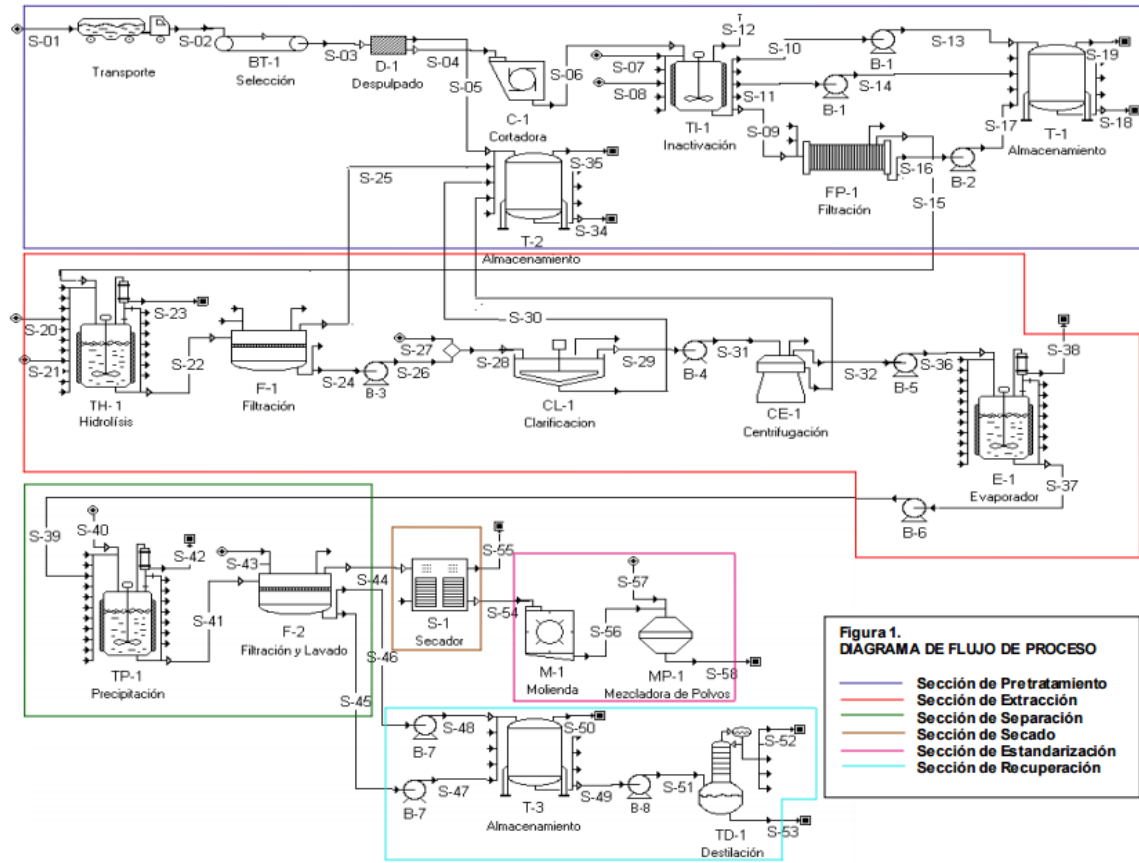 S-01
Transporte
S-02
BT-1
Selección
S-03
D-1
Despulpado
S-04
S-05
C-1
Cortadora
S-06
S-07
S-08
S-12
S-10
S-11
TI-1
Inactivación
S-09
B-1
S-13
B-1
S-14
FP-1
Filtración
S-16
S-15
B-2
S-17
S-19
S-18
T-1
Almacenamiento
S-25
S-35
S-34
T-2
Almacenamiento
S-20
S-21
S-23
TH-1
Hidrolísis
S-22
F-1
Filtración
S-24
B-3
S-27
S-26
S-28
S-30
CL-1
Clarificacion
S-29
B-4
S-31
CE-1
Centrifugación
S-32
B-5
S-36
S-38
E-1
Evaporador
S-37
B-6
S-39
S-40
S-42
TP-1
Precipitación
S-41
S-43
F-2
Filtración y Lavado
S-44
S-46
S-45
S-55
S-1
Secador
S-54
M-1
Molienda
S-56
S-57
MP-1
Mezcladora de Polvos
S-58
B-7
S-48
B-7
S-47
S-50
T-3
Almacenamiento
S-49
B-8
S-51
S-52
TD-1
Destilación
S-53
Figura 1.
DIAGRAMA DE FLUJO DE PROCESO
Sección de Pretratamiento
Sección de Extracción
Sección de Separación
Sección de Secado
Sección de Estandarización
Sección de Recuperación